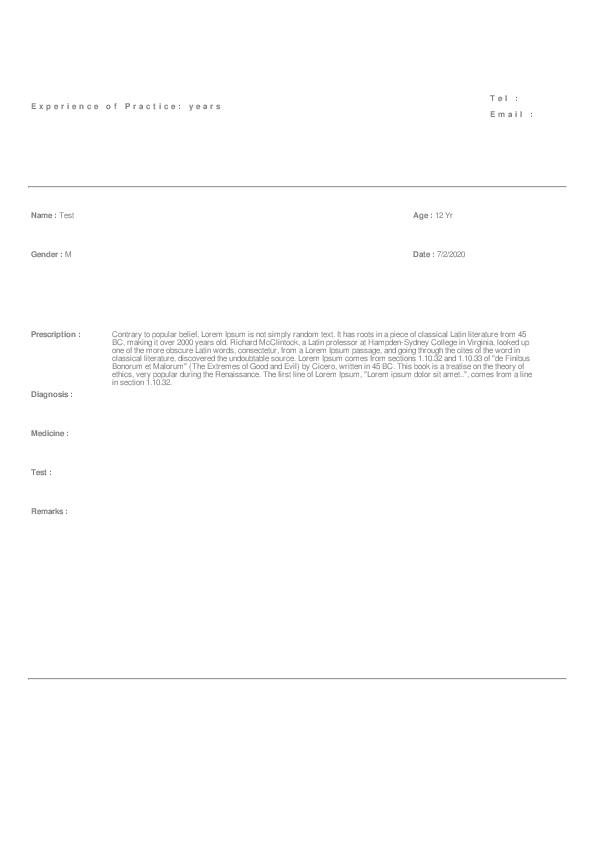 Tel :
Experience of Practice: years
Email :
Name : Test Age : 12 Yr
Gender : M Date : 7/2/2020
Prescription : Contrary to popular belief, Lorem Ipsum is not simply random text. It has roots in a piece of classical Latin literature from 45
BC, making it over 2000 years old. Richard McClintock, a Latin professor at Hampden-Sydney College in Virginia, looked up
one of the more obscure Latin words, consectetur, from a Lorem Ipsum passage, and going through the cites of the word in
classical literature, discovered the undoubtable source. Lorem Ipsum comes from sections 1.10.32 and 1.10.33 of "de Finibus
Bonorum et Malorum" (The Extremes of Good and Evil) by Cicero, written in 45 BC. This book is a treatise on the theory of
ethics, very popular during the Renaissance. The first line of Lorem Ipsum, "Lorem ipsum dolor sit amet..", comes from a line
in section 1.10.32.
Diagnosis :
Medicine :
Test :
Remarks :